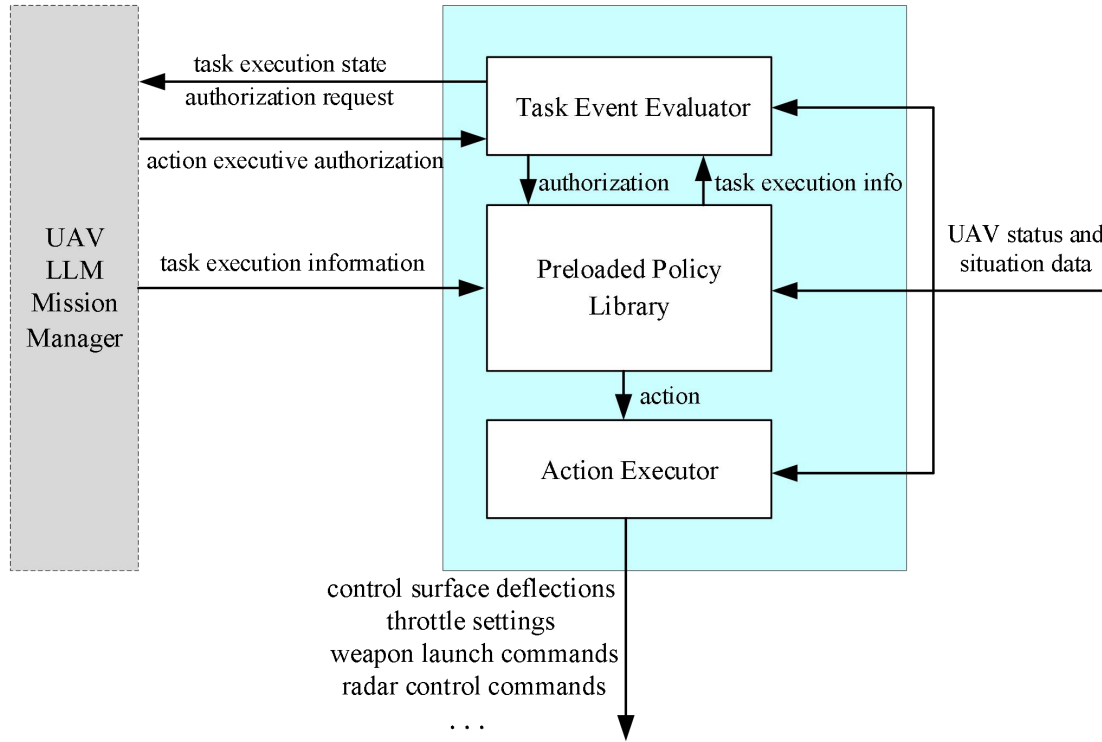 task execution state
authorization request
action executive authorization
Task Event Evaluator
authorization
task execution info
UAV
LLM
Mission
Manager
task execution information
Preloaded Policy
Library
UAV status and
situation data
action
Action Executor
control surface deflections
throttle settings
weapon launch commands
radar control commands
. . .